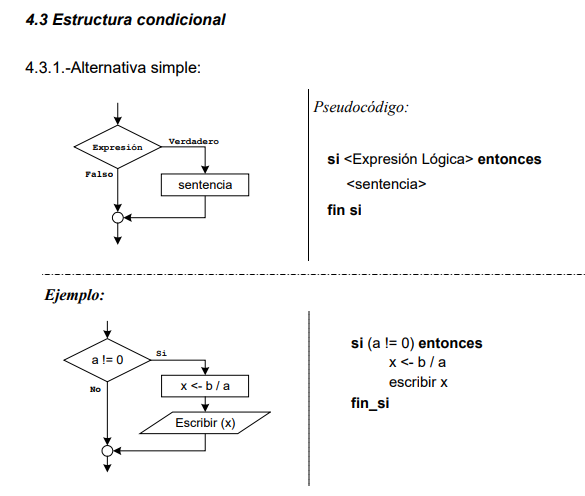 4.3 Estructura condicional
4.3.1.-Alternativa simple:
Expresión
Verdadero
Falso
sentencia
Pseudocódigo:
si <Expresión Lógica> entonces
<sentencia>
fin si
Ejemplo:
a != 0
Si
No
x <- b / a
Escribir (x)
si (a != 0) entonces
x <- b / a
escribir x
fin_si